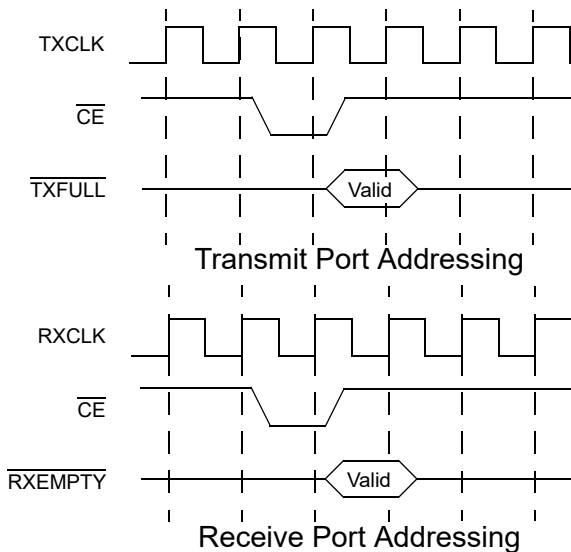 TXCLK
CE
TXFULL
Valid
Transmit Port Addressing
RXCLK
CE
RXEMPTY
Valid
Receive Port Addressing